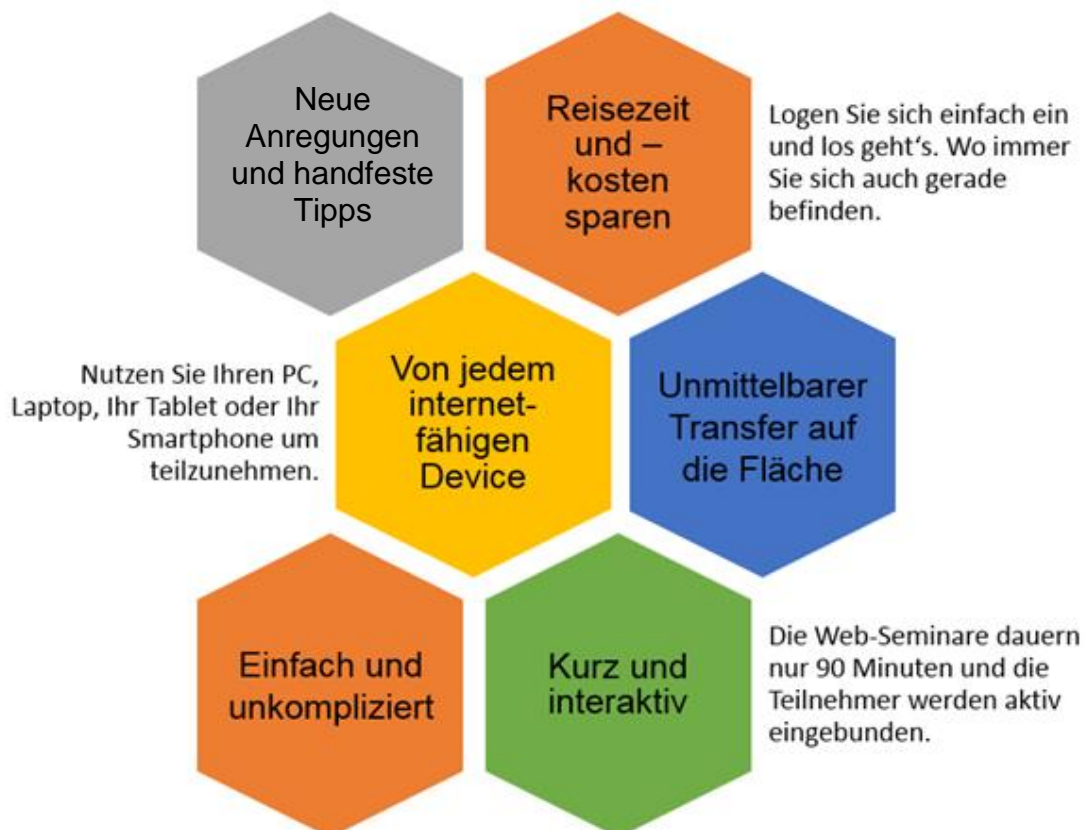 Neue
Anregungen
und handfeste
Tipps
Reisezeit
und –
kosten
sparen
Logen Sie sich einfach ein
und los geht‘s. Wo immer
Sie sich auch gerade
befinden.
Nutzen Sie Ihren PC,
Laptop, Ihr Tablet oder Ihr
Smartphone um
teilzunehmen.
Von jedem
internet-
fähigen
Device
Unmittelbarer
Transfer auf
die Fläche
Einfach und
unkompliziert
Kurz und
interaktiv
Die Web-Seminare dauern
nur 90 Minuten und die
Teilnehmer werden aktiv
eingebunden.